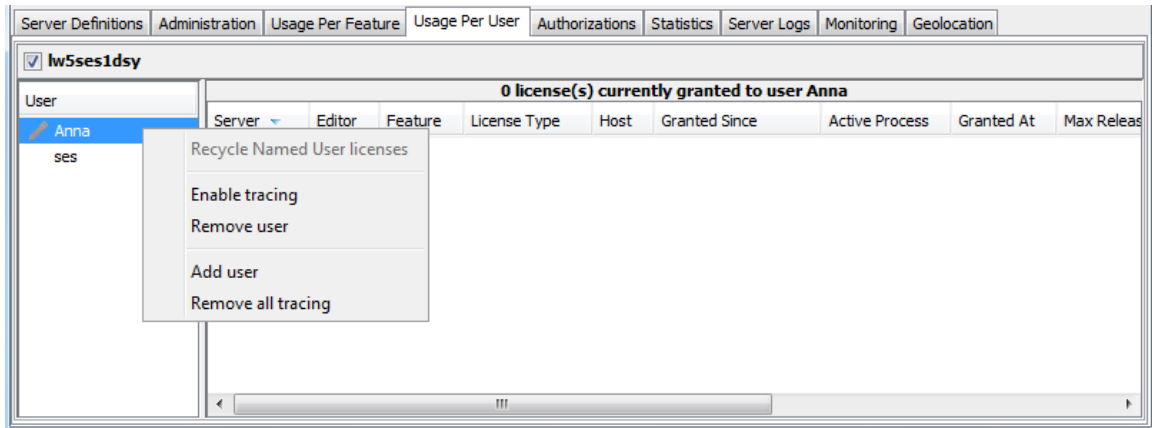 Server Definitions Administration Usage Per Feature Usage Per User Authorizations Statistics Server Logs Monitoring Geolocation
lw5ses1dsy
User
0 license(s) currently granted to user Anna
Server Editor Feature License Type Host Granted Since Active Process Granted At Max Releas
Anna
ses
Recycle Named User licenses
Enable tracing
Remove user
Add user
Remove all tracing